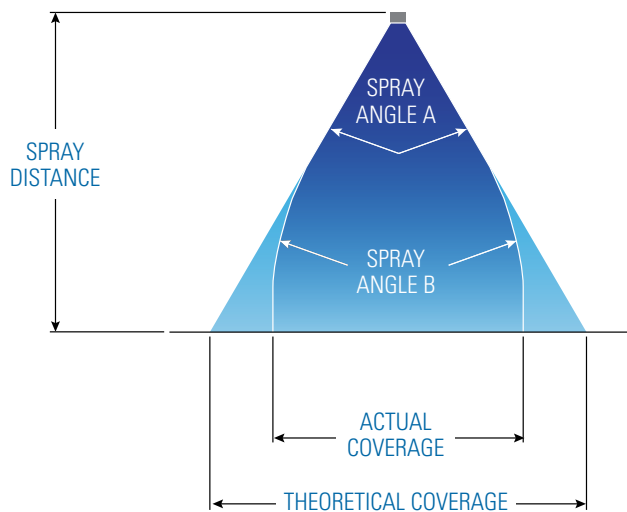 SPRAY
ANGLE A
SPRAY
DISTANCE
SPRAY
ANGLE B
ACTUAL
COVERAGE
THEORETICAL COVERAGE